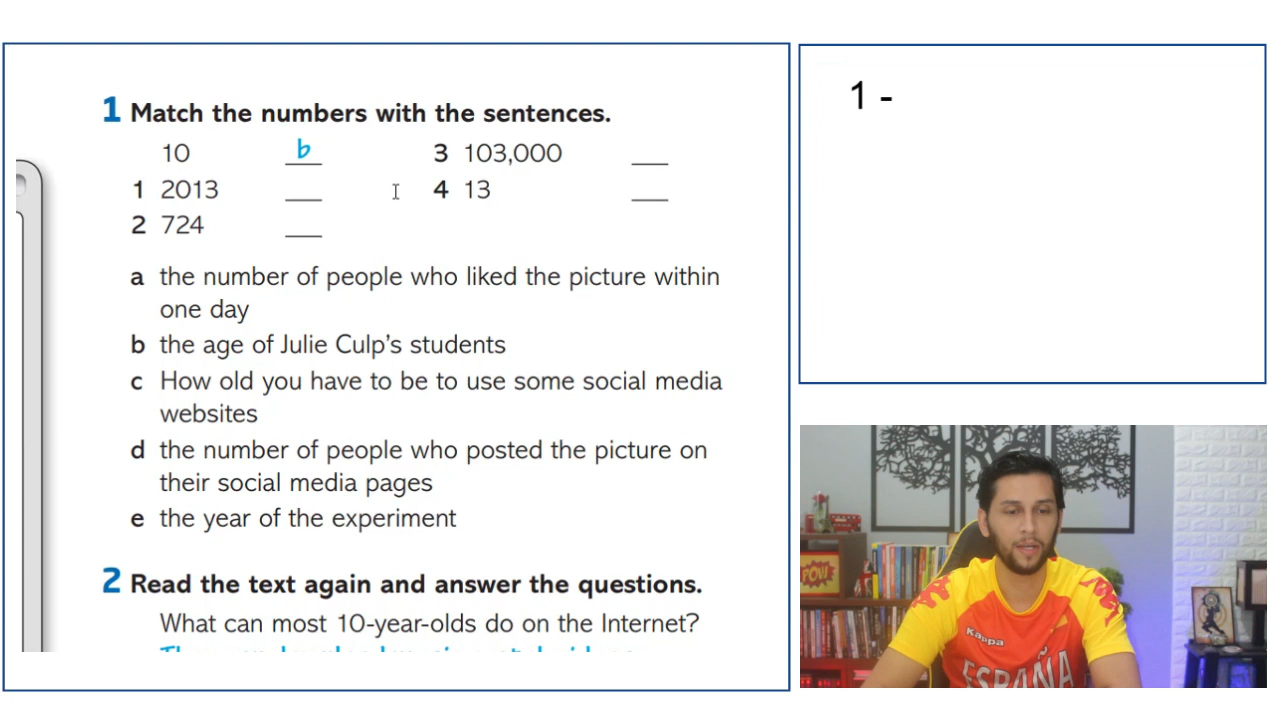 1 Match the numbers with the sentences.
10 b 3 103,000
1 2013 4 13
2 724
a the number of people who liked the picture within
one day
b the age of Julie Culp's students
c How old you have to be to use some social media
websites
d the number of people who posted the picture on
their social media pages
e the year of the experiment
2 Read the text again and answer the questions.
What can most 10-year-olds do on the Internet?
1 -
POW
Kappa
ESPAÑA